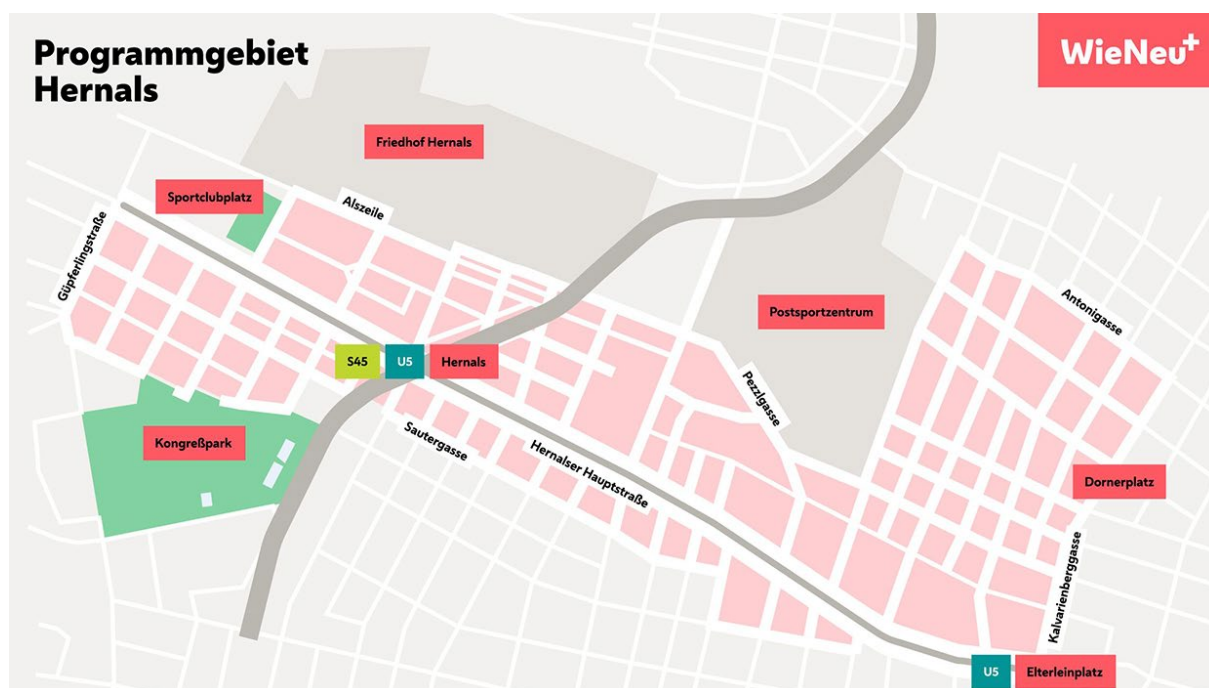 Programmgebiet
Hernals
WieNeu+
Friedhof Hernals
Sportclubplatz
Alszeile
Güpferlingstraße
Antonigasse
Postsportzentrum
S45
U5
Hernals
Pezzlgasse
Kongreßpark
Sautergasse
Hernalser Hauptstraße
Dornerplatz
Kalvarienberggasse
U5
Elterleinplatz